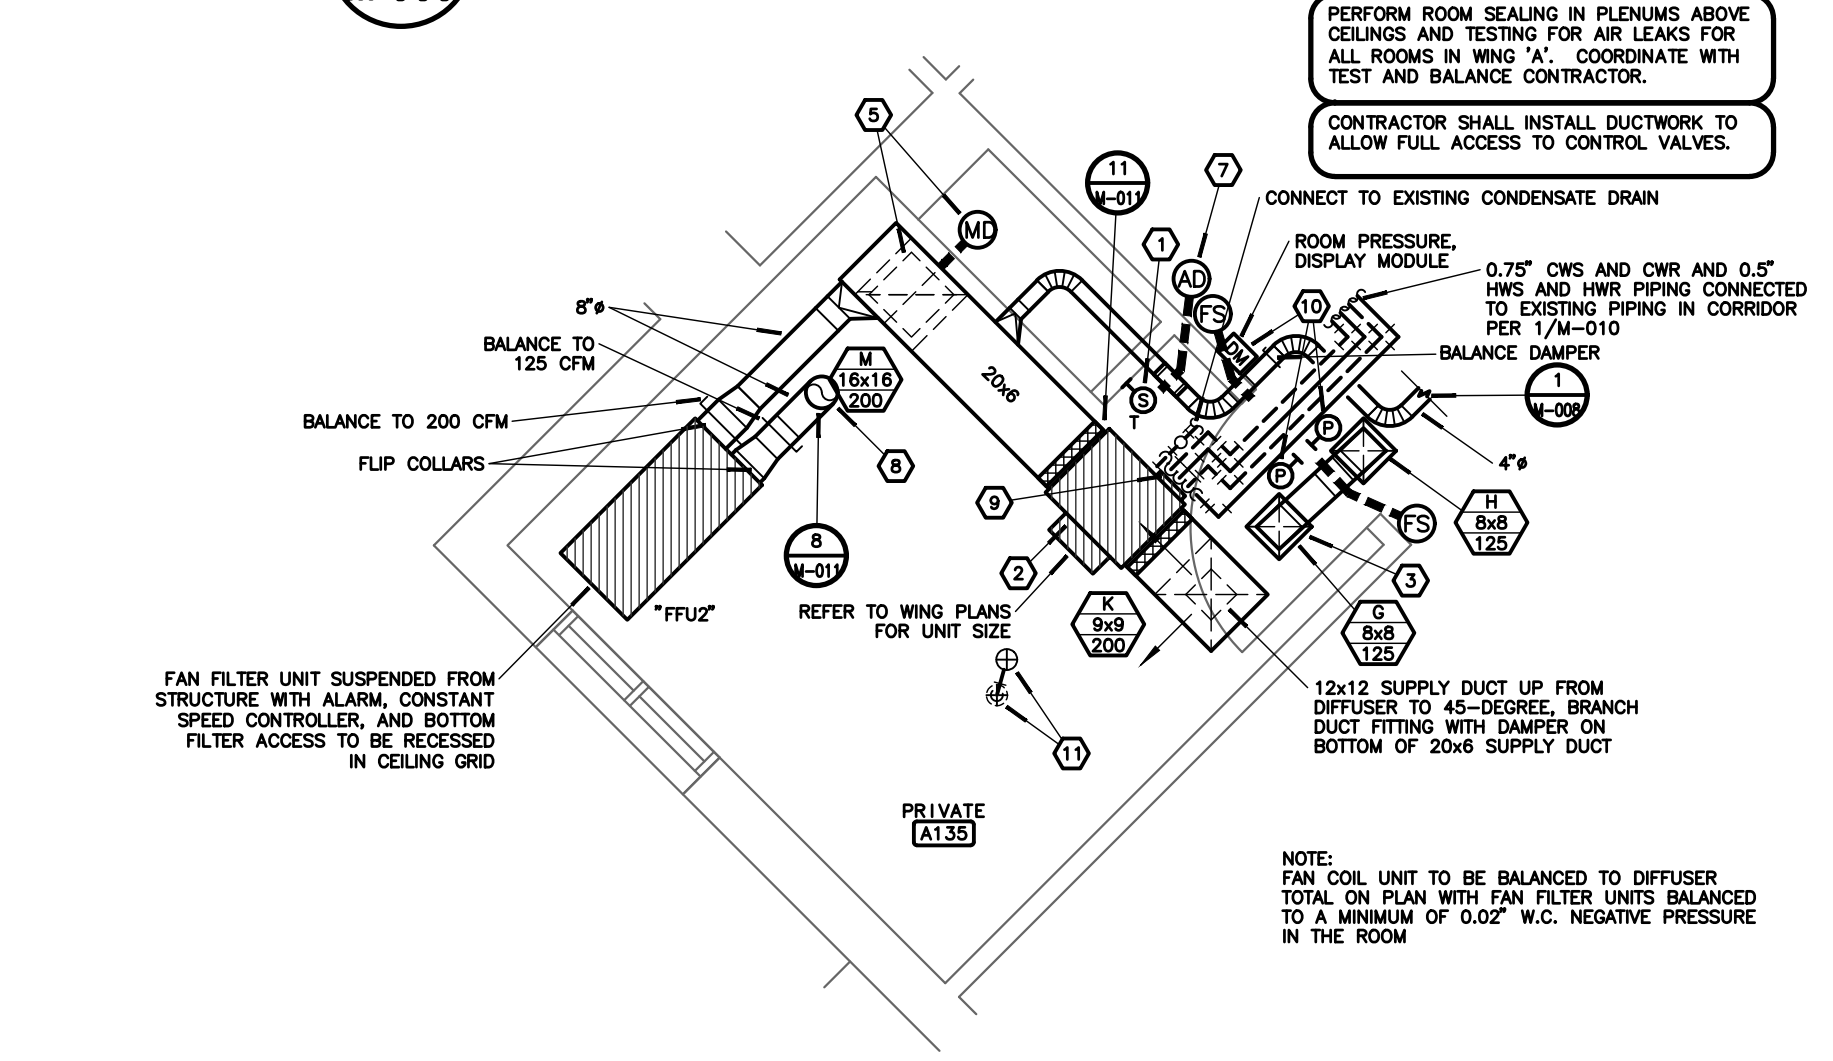 PERFORM ROOM SEALING IN PLENUMS ABOVE
CEILINGS AND TESTING FOR AIR LEAKS FOR
ALL ROOMS IN WING 'A'. COORDINATE WITH
TEST AND BALANCE CONTRACTOR.
CONTRACTOR SHALL INSTALL DUCTWORK TO
ALLOW FULL ACCESS TO CONTROL VALVES.
5
11
M-011
7
CONNECT TO EXISTING CONDENSATE DRAIN
MD
1
ROOM PRESSURE,
DISPLAY MODULE
AD
0.75" CWS AND CWR AND 0.5"
HWS AND HWR PIPING CONNECTED
TO EXISTING PIPING IN CORRIDOR
PER 1/M-010
8"ø
FS
10
BALANCE TO
125 CFM
DM
BALANCE DAMPER
M
16x16
200
20x6
S
T
1
M-008
BALANCE TO 200 CFM
P
FLIP COLLARS
8
P
4"ø
9
H
8x8
125
FS
8
M-011
2
3
"FFU2"
REFER TO WING PLANS
FOR UNIT SIZE
K
9x9
200
G
8x8
125
FAN FILTER UNIT SUSPENDED FROM
STRUCTURE WITH ALARM, CONSTANT
SPEED CONTROLLER, AND BOTTOM
FILTER ACCESS TO BE RECESSED
IN CEILING GRID
12x12 SUPPLY DUCT UP FROM
DIFFUSER TO 45-DEGREE, BRANCH
DUCT FITTING WITH DAMPER ON
BOTTOM OF 20x6 SUPPLY DUCT
11
PRIVATE
A135
NOTE:
FAN COIL UNIT TO BE BALANCED TO DIFFUSER
TOTAL ON PLAN WITH FAN FILTER UNITS BALANCED
TO A MINIMUM OF 0.02" W.C. NEGATIVE PRESSURE
IN THE ROOM